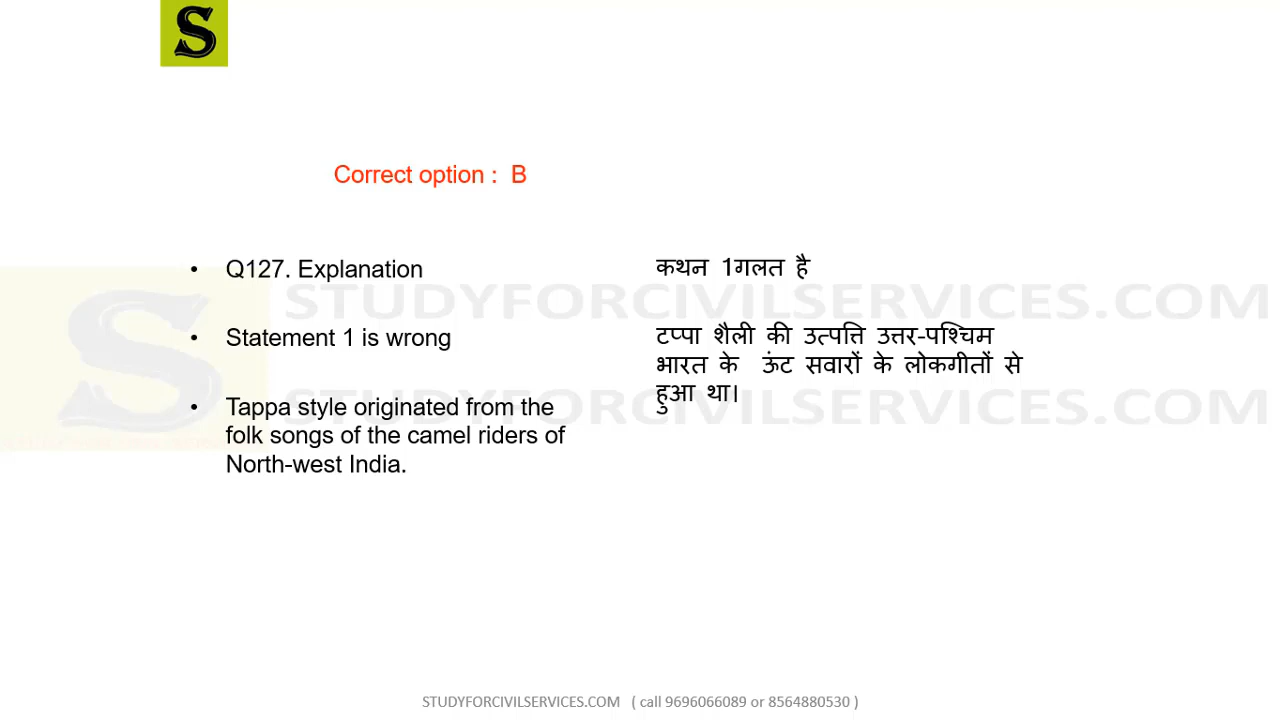 S
Correct option :  B
• Q127. Explanation
• Statement 1 is wrong
• Tappa style originated from the
folk songs of the camel riders of
North-west India.
कथन 1गलत है
टप्पा शैली की उत्पत्ति उत्तर-पश्चिम
भारत के ऊंट सवारों के लोकगीतों से
हुआ था।
STUDYFORCIVILSERVICES.COM
STUDYFORCIVILSERVICES.COM
STUDYFORCIVILSERVICES.COM ( call 9696066089 or 8564880530 )